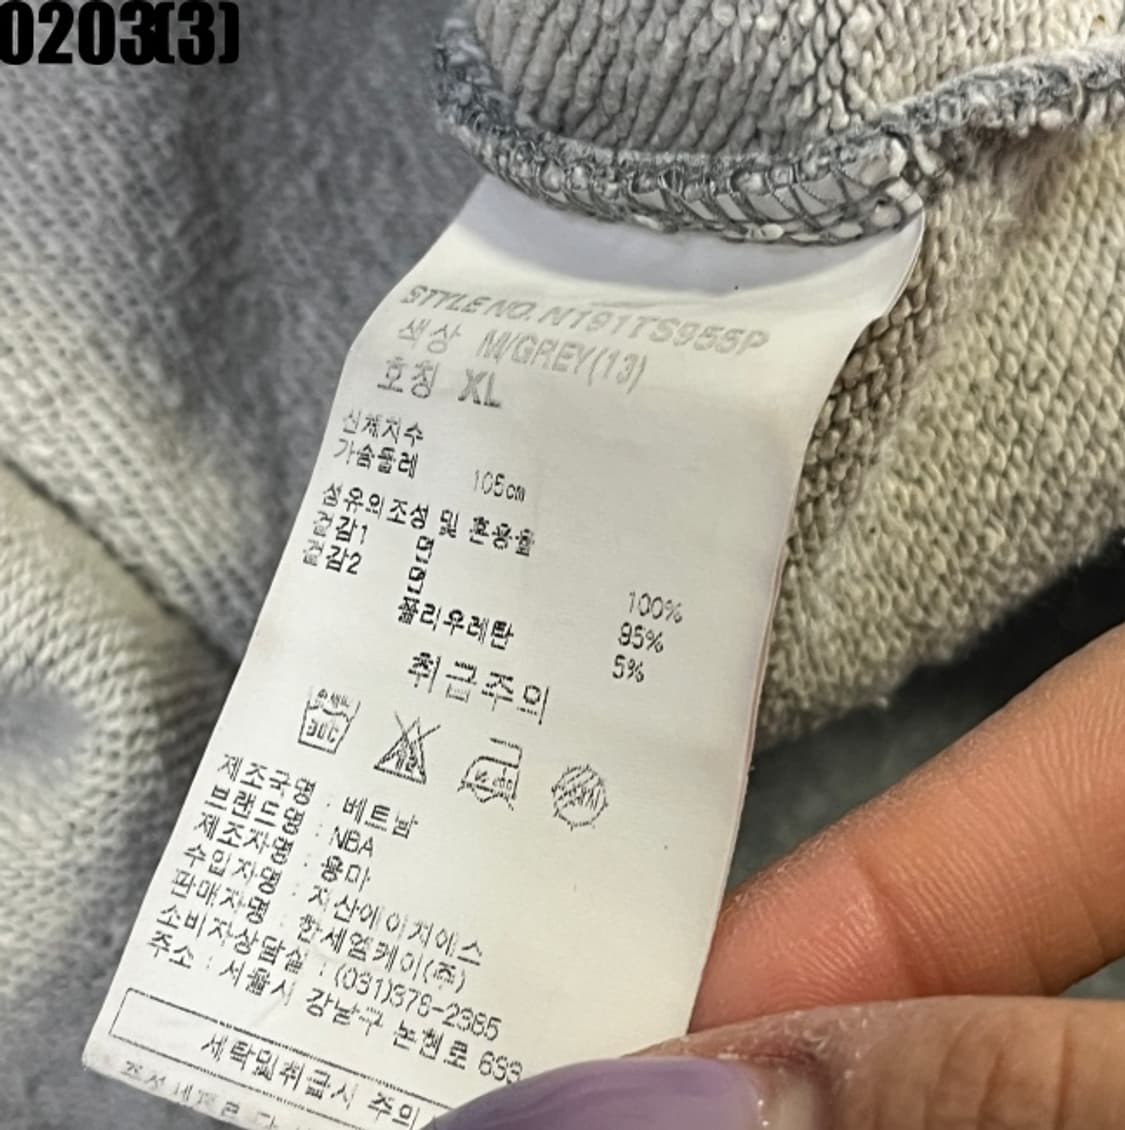 0203(3)
STYLE NO. N191TS955P
색상 M/GREY(13)
호칭 XL
신체치수
가슴둘레 105cm
섬유의조성 및 혼용율
겉감1 면 100%
겉감2 면 95%
폴리우레탄 5%
취급주의
제조국명 : 베트남
브랜드명 : NBA
제조자명 : 용마
수입자명 : 지산에이치이스
판매자명 : 한세엠케이(주)
소비자상담실 : (031)378-2385
주소 : 서울시 강남구 논현로 633
세탁및취급시 주의